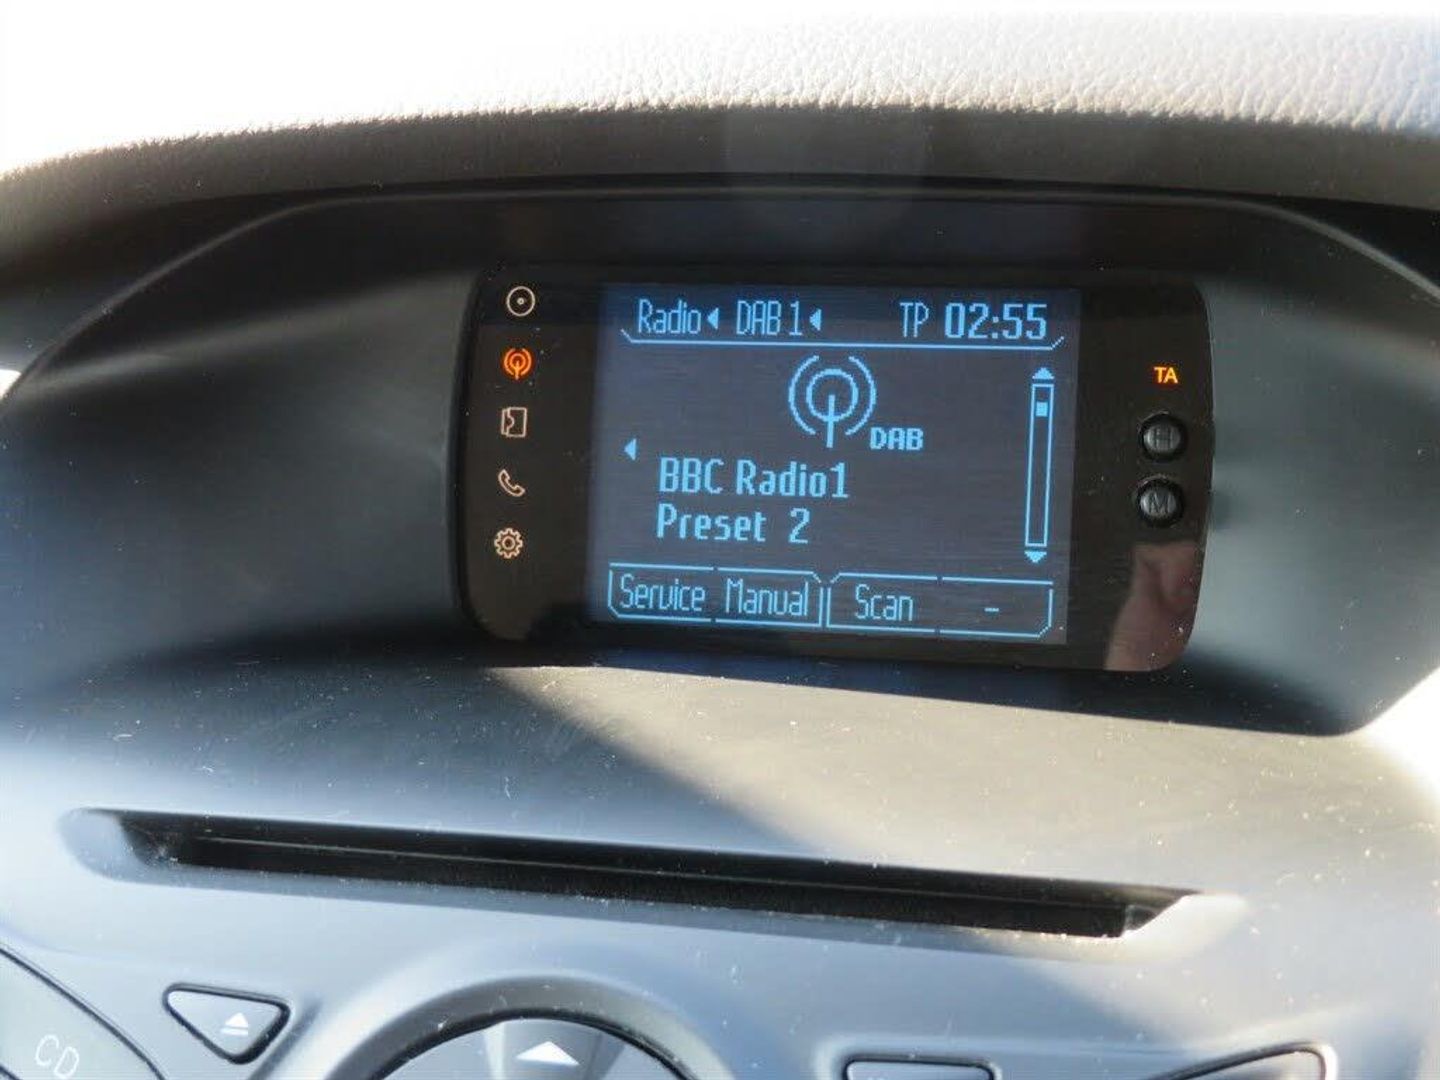 Radio DAB 1 TP 02:55
TA
DAB
H
BBC Radio1
M
Preset 2
Service Manual Scan -
CD